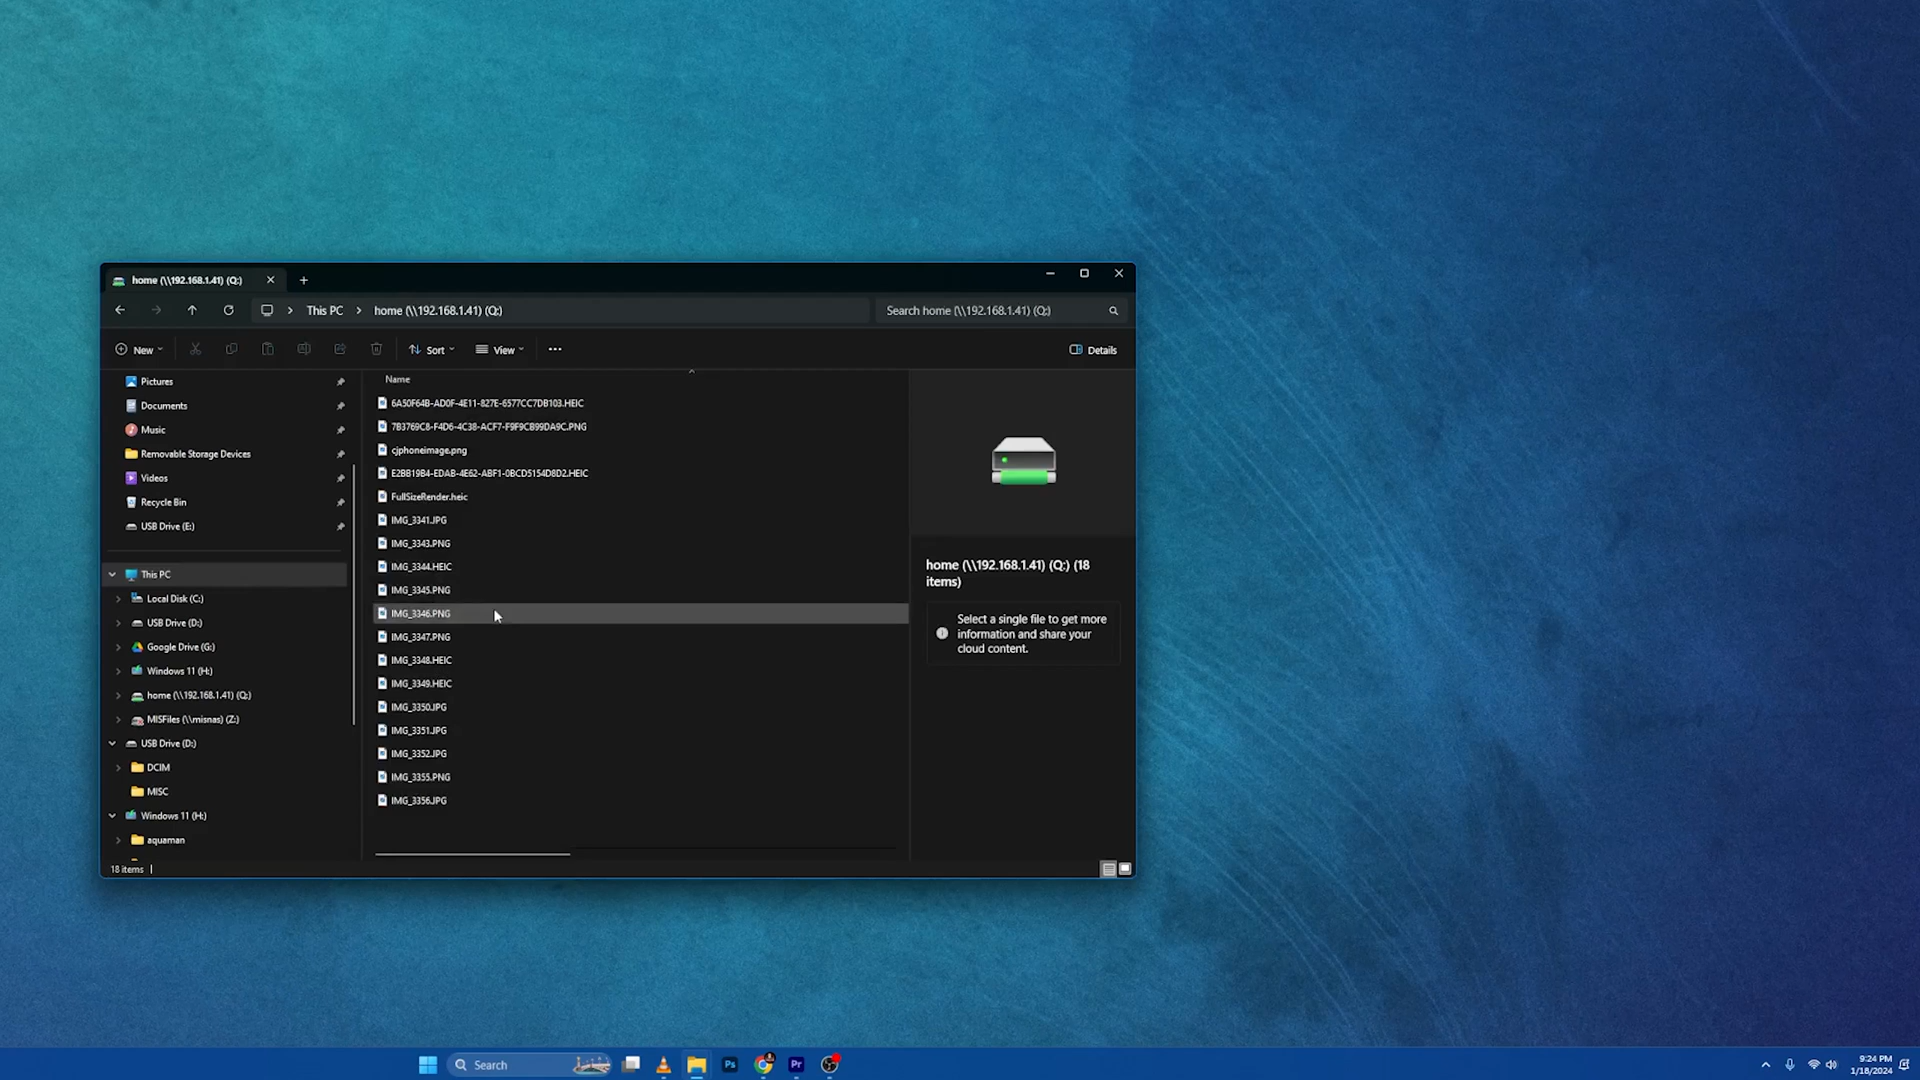 home (\\192.168.1.41) (Q:)
This PC
home (\\192.168.1.41) (Q:)
Search home (\\192.168.1.41) (Q:)
New
Sort
View
Details
Pictures
Documents
Music
Removable Storage Devices
Videos
Recycle Bin
USB Drive (E:)
This PC
Local Disk (C:)
USB Drive (D:)
Google Drive (G:)
Windows 11 (H:)
home (\\192.168.1.41) (Q:)
MISFiles (\\misnas) (Z:)
USB Drive (D:)
DCIM
MISC
Windows 11 (H:)
aquaman
Name
6A50F64B-AD0F-4E11-827E-6577CC7DB103.HEIC
7B3769C8-F4D6-4C38-ACF7-F9F9CB99DA9C.PNG
cjphoneimage.png
E2BB19B4-EDAB-4E62-ABF1-0BCD5154D8D2.HEIC
FullSizeRender.heic
IMG_3341.JPG
IMG_3343.PNG
IMG_3344.HEIC
IMG_3345.PNG
IMG_3346.PNG
IMG_3347.PNG
IMG_3348.HEIC
IMG_3349.HEIC
IMG_3350.JPG
IMG_3351.JPG
IMG_3352.JPG
IMG_3355.PNG
IMG_3356.JPG
home (\\192.168.1.41) (Q:) (18
items)
Select a single file to get more
information and share your
cloud content.
18 items
Search
Ps
Pr
9:24 PM
1/18/2024